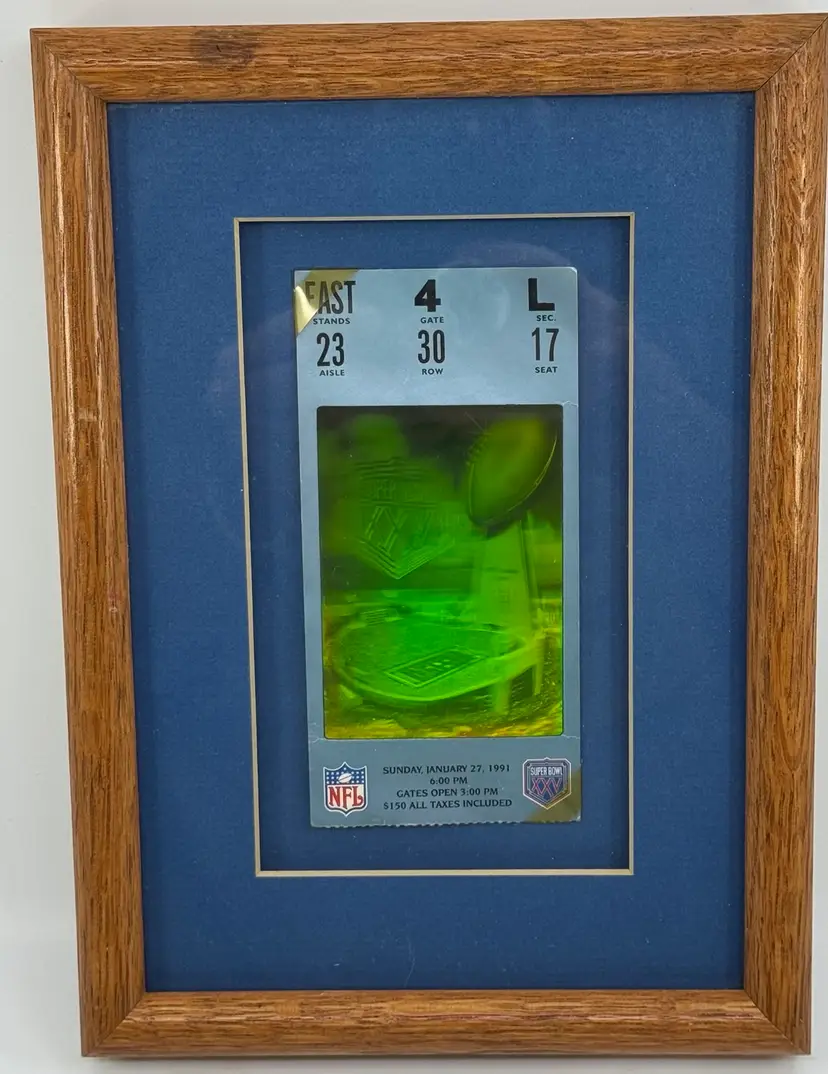 EAST 4 L
STANDS GATE SEC.
23 30 17
AISLE ROW SEAT
SUNDAY, JANUARY 27, 1991
6:00 PM
GATES OPEN 3:00 PM
$150 ALL TAXES INCLUDED
NFL
SUPER BOWL
XXV